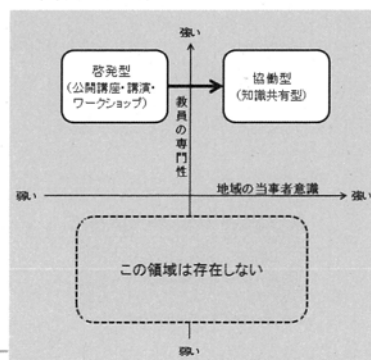 強い
啓発型
(公開講座・講演・
ワークショップ)
協働型
(知識共有型)
教員の専門性
地域の当事者意識
弱い
強い
この領域は存在しない
弱い